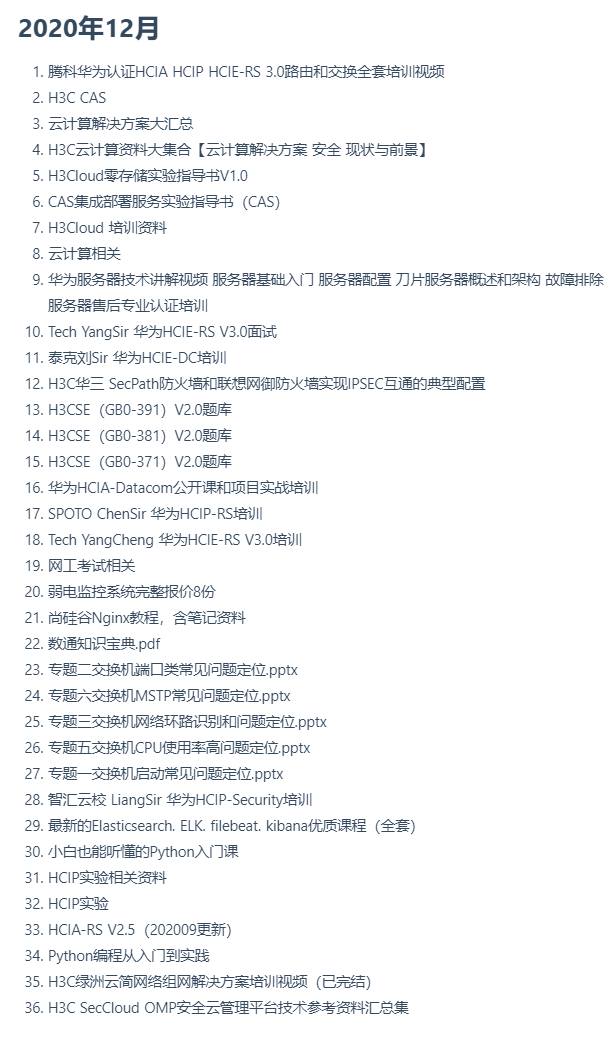 2020年12月
1. 腾科华为认证HCIA HCIP HCIE-RS 3.0路由和交换全套培训视频
2. H3C CAS
3. 云计算解决方案大汇总
4. H3C云计算资料大集合【云计算解决方案 安全 现状与前景】
5. H3Cloud零存储实验指导书V1.0
6. CAS集成部署服务实验指导书（CAS）
7. H3Cloud 培训资料
8. 云计算相关
9. 华为服务器技术讲解视频 服务器基础入门 服务器配置 刀片服务器概述和架构 故障排除
服务器售后专业认证培训
10. Tech YangSir 华为HCIE-RS V3.0面试
11. 泰克刘Sir 华为HCIE-DC培训
12. H3C华三 SecPath防火墙和联想网御防火墙实现IPSEC互通的典型配置
13. H3CSE（GB0-391）V2.0题库
14. H3CSE（GB0-381）V2.0题库
15. H3CSE（GB0-371）V2.0题库
16. 华为HCIA-Datacom公开课和项目实战培训
17. SPOTO ChenSir 华为HCIP-RS培训
18. Tech YangCheng 华为HCIE-RS V3.0培训
19. 网工考试相关
20. 弱电监控系统完整报价8份
21. 尚硅谷Nginx教程，含笔记资料
22. 数通知识宝典.pdf
23. 专题二交换机端口类常见问题定位.pptx
24. 专题六交换机MSTP常见问题定位.pptx
25. 专题三交换机网络环路识别和问题定位.pptx
26. 专题五交换机CPU使用率高问题定位.pptx
27. 专题一交换机启动常见问题定位.pptx
28. 智汇云校 LiangSir 华为HCIP-Security培训
29. 最新的Elasticsearch. ELK. filebeat. kibana优质课程（全套）
30. 小白也能听懂的Python入门课
31. HCIP实验相关资料
32. HCIP实验
33. HCIA-RS V2.5（202009更新）
34. Python编程从入门到实践
35. H3C绿洲云简网络组网解决方案培训视频（已完结）
36. H3C SecCloud OMP安全云管理平台技术参考资料汇总集